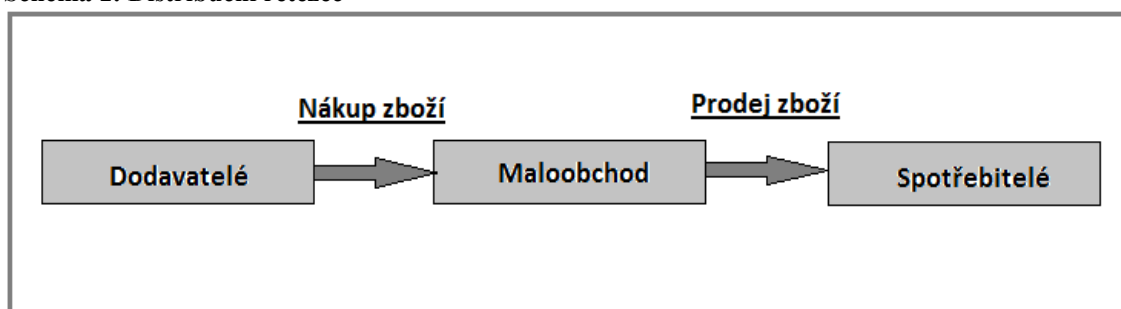 Nákup zboží
Prodej zboží
Dodavatelé
Maloobchod
Spotřebitelé